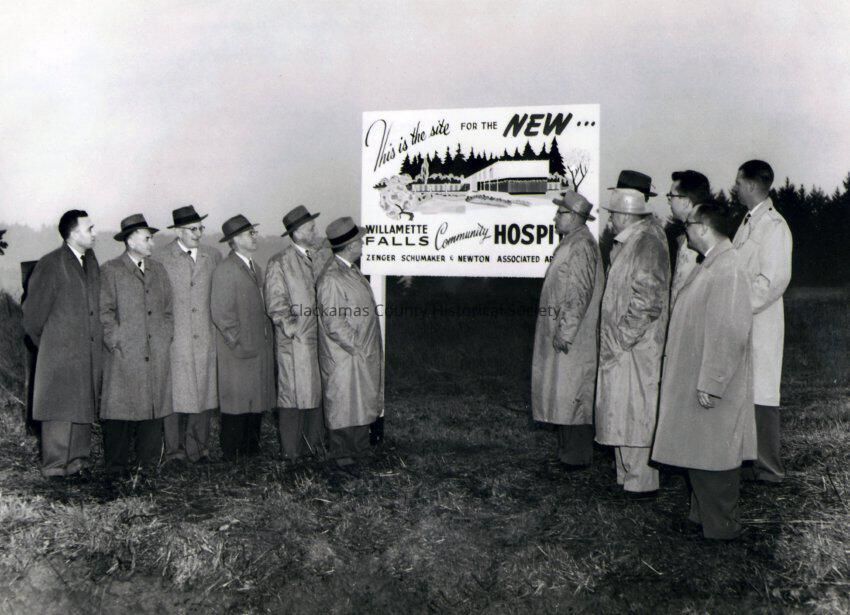 This is the site FOR THE NEW ...
WILLAMETTE FALLS Community HOSPI
ZENGER SCHUMAKER & NEWTON ASSOCIATED AR
Clackamas County Historical Society